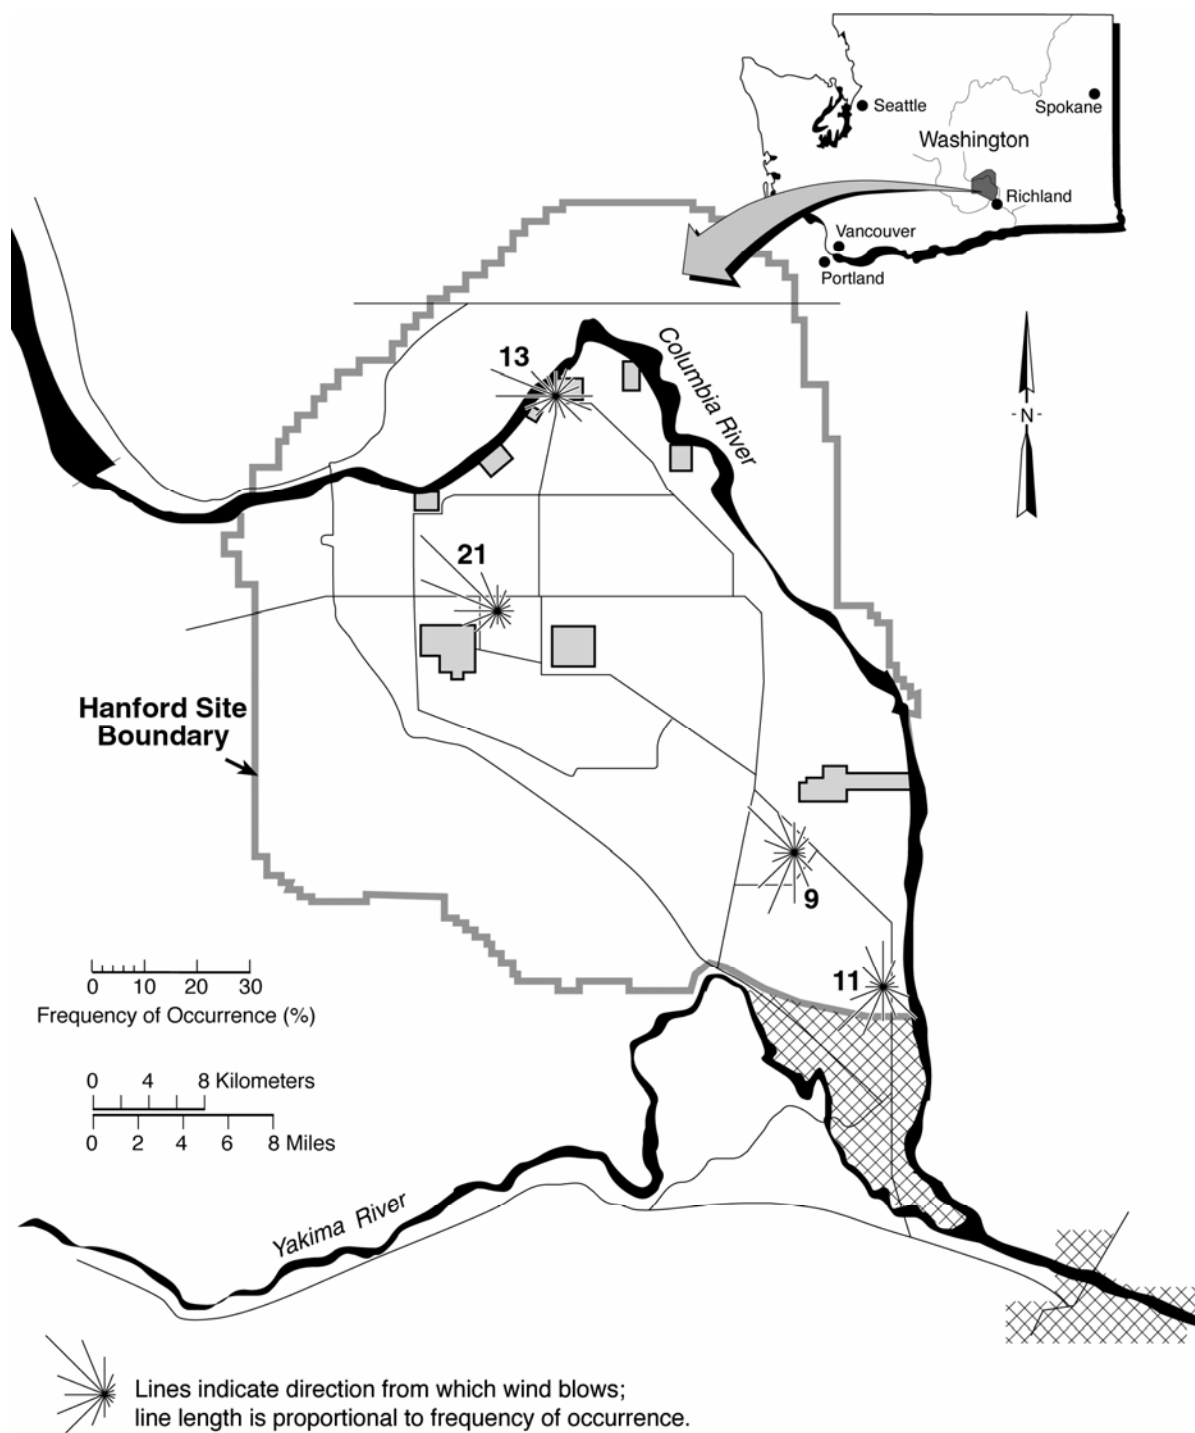 Seattle
Spokane
Washington
Richland
Vancouver
Portland
Columbia River
13
-N-
21
Hanford Site
Boundary
9
11
0 10 20 30
Frequency of Occurrence (%)
0 4 8 Kilometers
0 2 4 6 8 Miles
Yakima River
Lines indicate direction from which wind blows;
line length is proportional to frequency of occurrence.